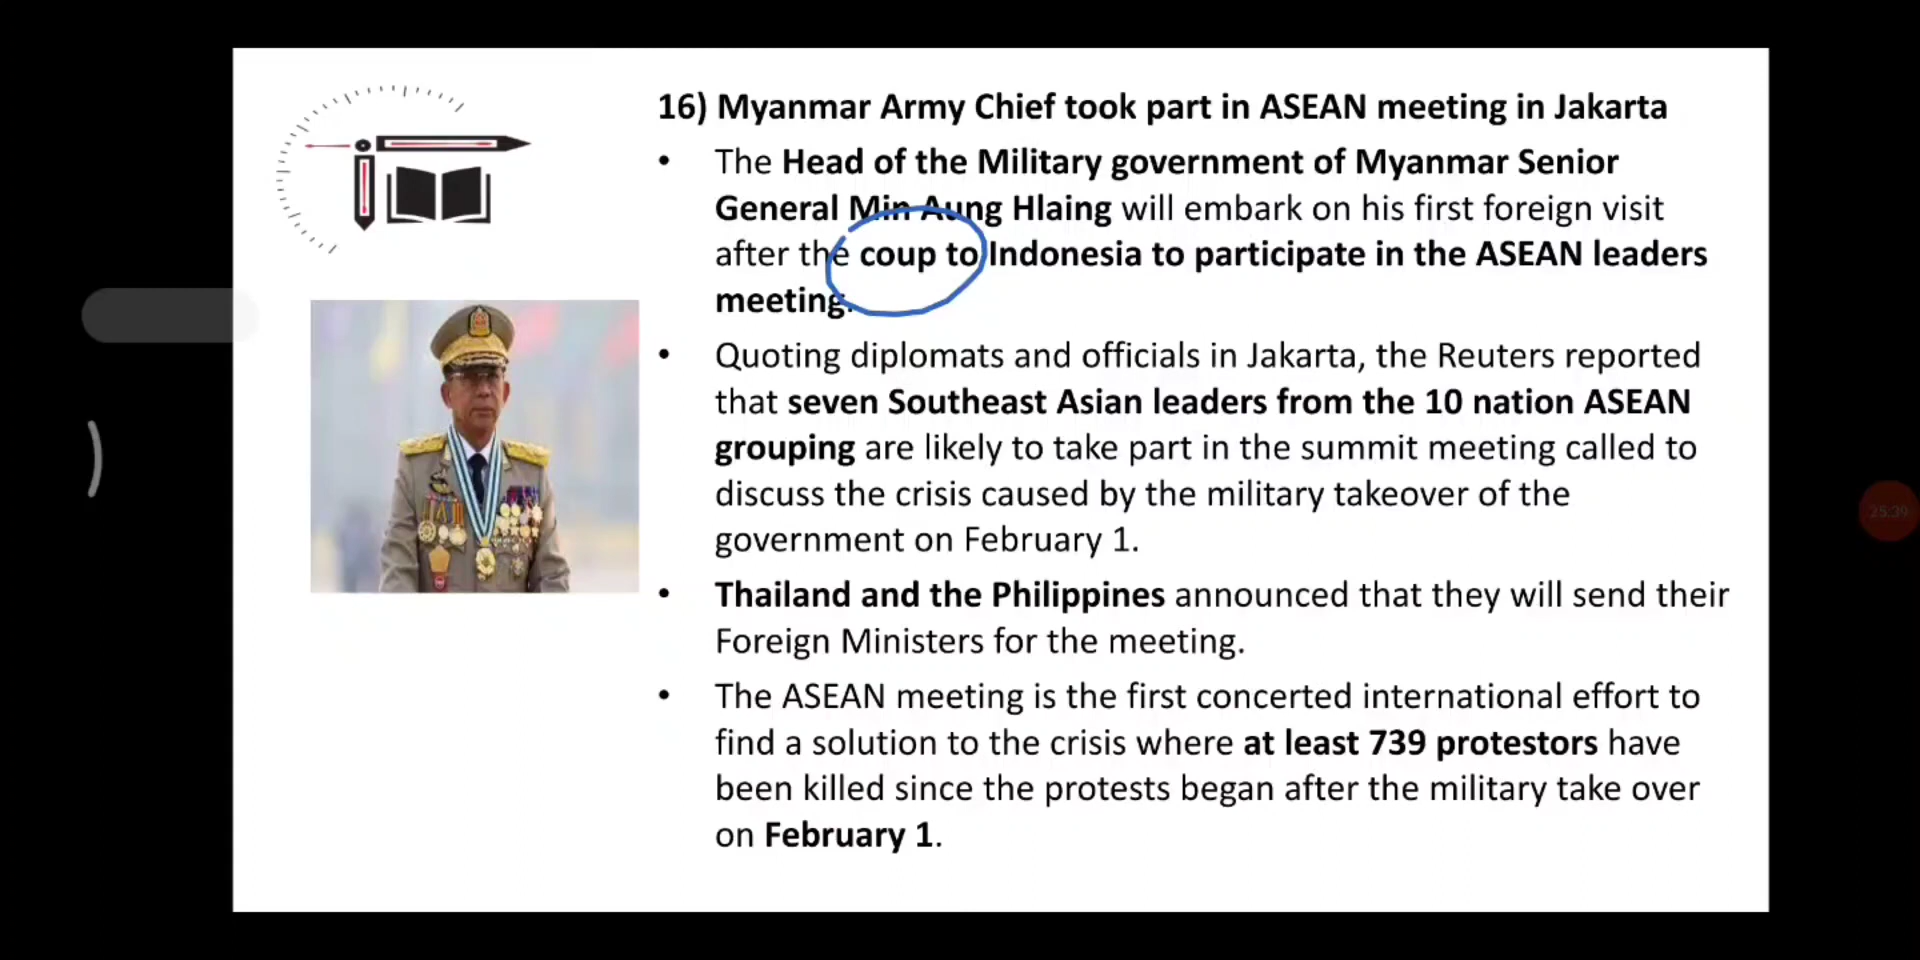 16) Myanmar Army Chief took part in ASEAN meeting in Jakarta
• The Head of the Military government of Myanmar Senior
General Min Aung Hlaing will embark on his first foreign visit
after the coup to Indonesia to participate in the ASEAN leaders
meeting.
• Quoting diplomats and officials in Jakarta, the Reuters reported
that seven Southeast Asian leaders from the 10 nation ASEAN
grouping are likely to take part in the summit meeting called to
discuss the crisis caused by the military takeover of the
government on February 1.
• Thailand and the Philippines announced that they will send their
Foreign Ministers for the meeting.
• The ASEAN meeting is the first concerted international effort to
find a solution to the crisis where at least 739 protestors have
been killed since the protests began after the military take over
on February 1.
25:39